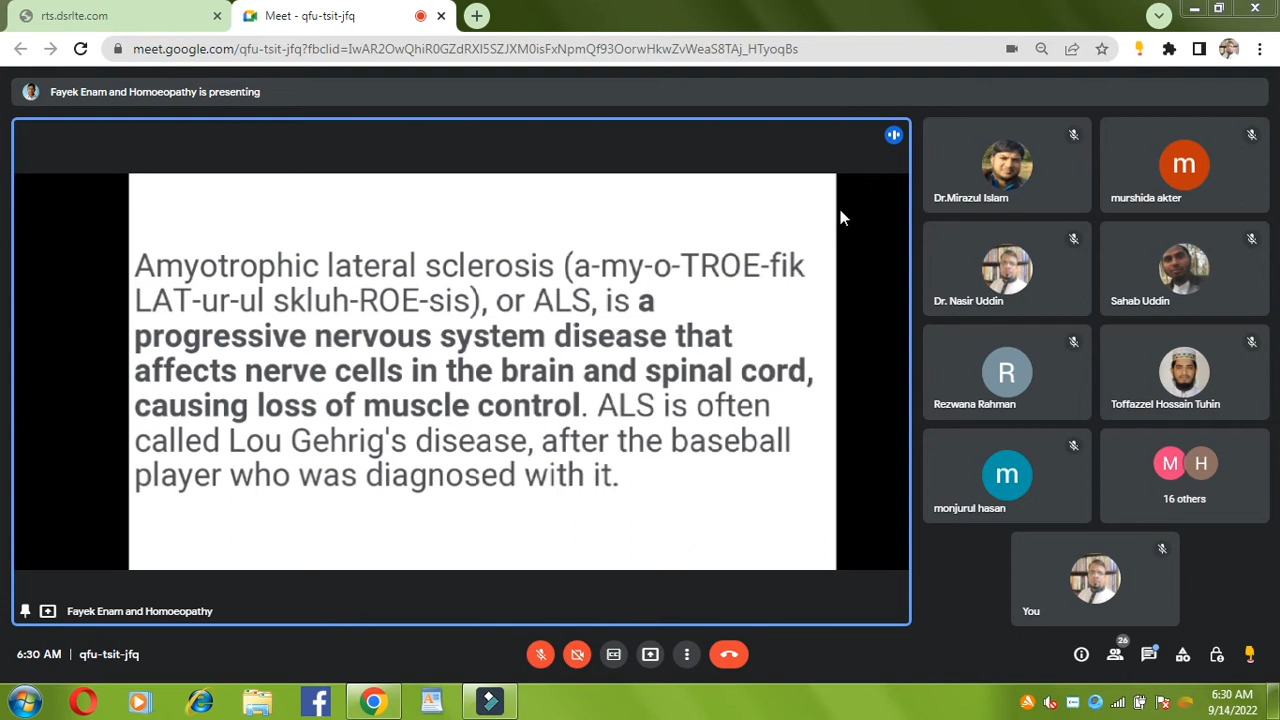 rts.dsrlte.com
Meet - qfu-tsit-jfq
meet.google.com/qfu-tsit-jfq?fbclid=IwAR2OwQhiR0GZdRXI5SZJXM0isFxNpmQf93OorwHkwZvWeaS8TAj_HTyoqBs
Fayek Enam and Homoeopathy is presenting
Amyotrophic lateral sclerosis (a-my-o-TROE-fik
LAT-ur-ul skluh-ROE-sis), or ALS, is a
progressive nervous system disease that
affects nerve cells in the brain and spinal cord,
causing loss of muscle control. ALS is often
called Lou Gehrig's disease, after the baseball
player who was diagnosed with it.
Fayek Enam and Homoeopathy
Dr.Mirazul Islam
m
murshida akter
Dr. Nasir Uddin
Sahab Uddin
R
Rezwana Rahman
Toffazzel Hossain Tuhin
m
monjurul hasan
M H
16 others
You
6:30 AM | qfu-tsit-jfq
26
6:30 AM
9/14/2022